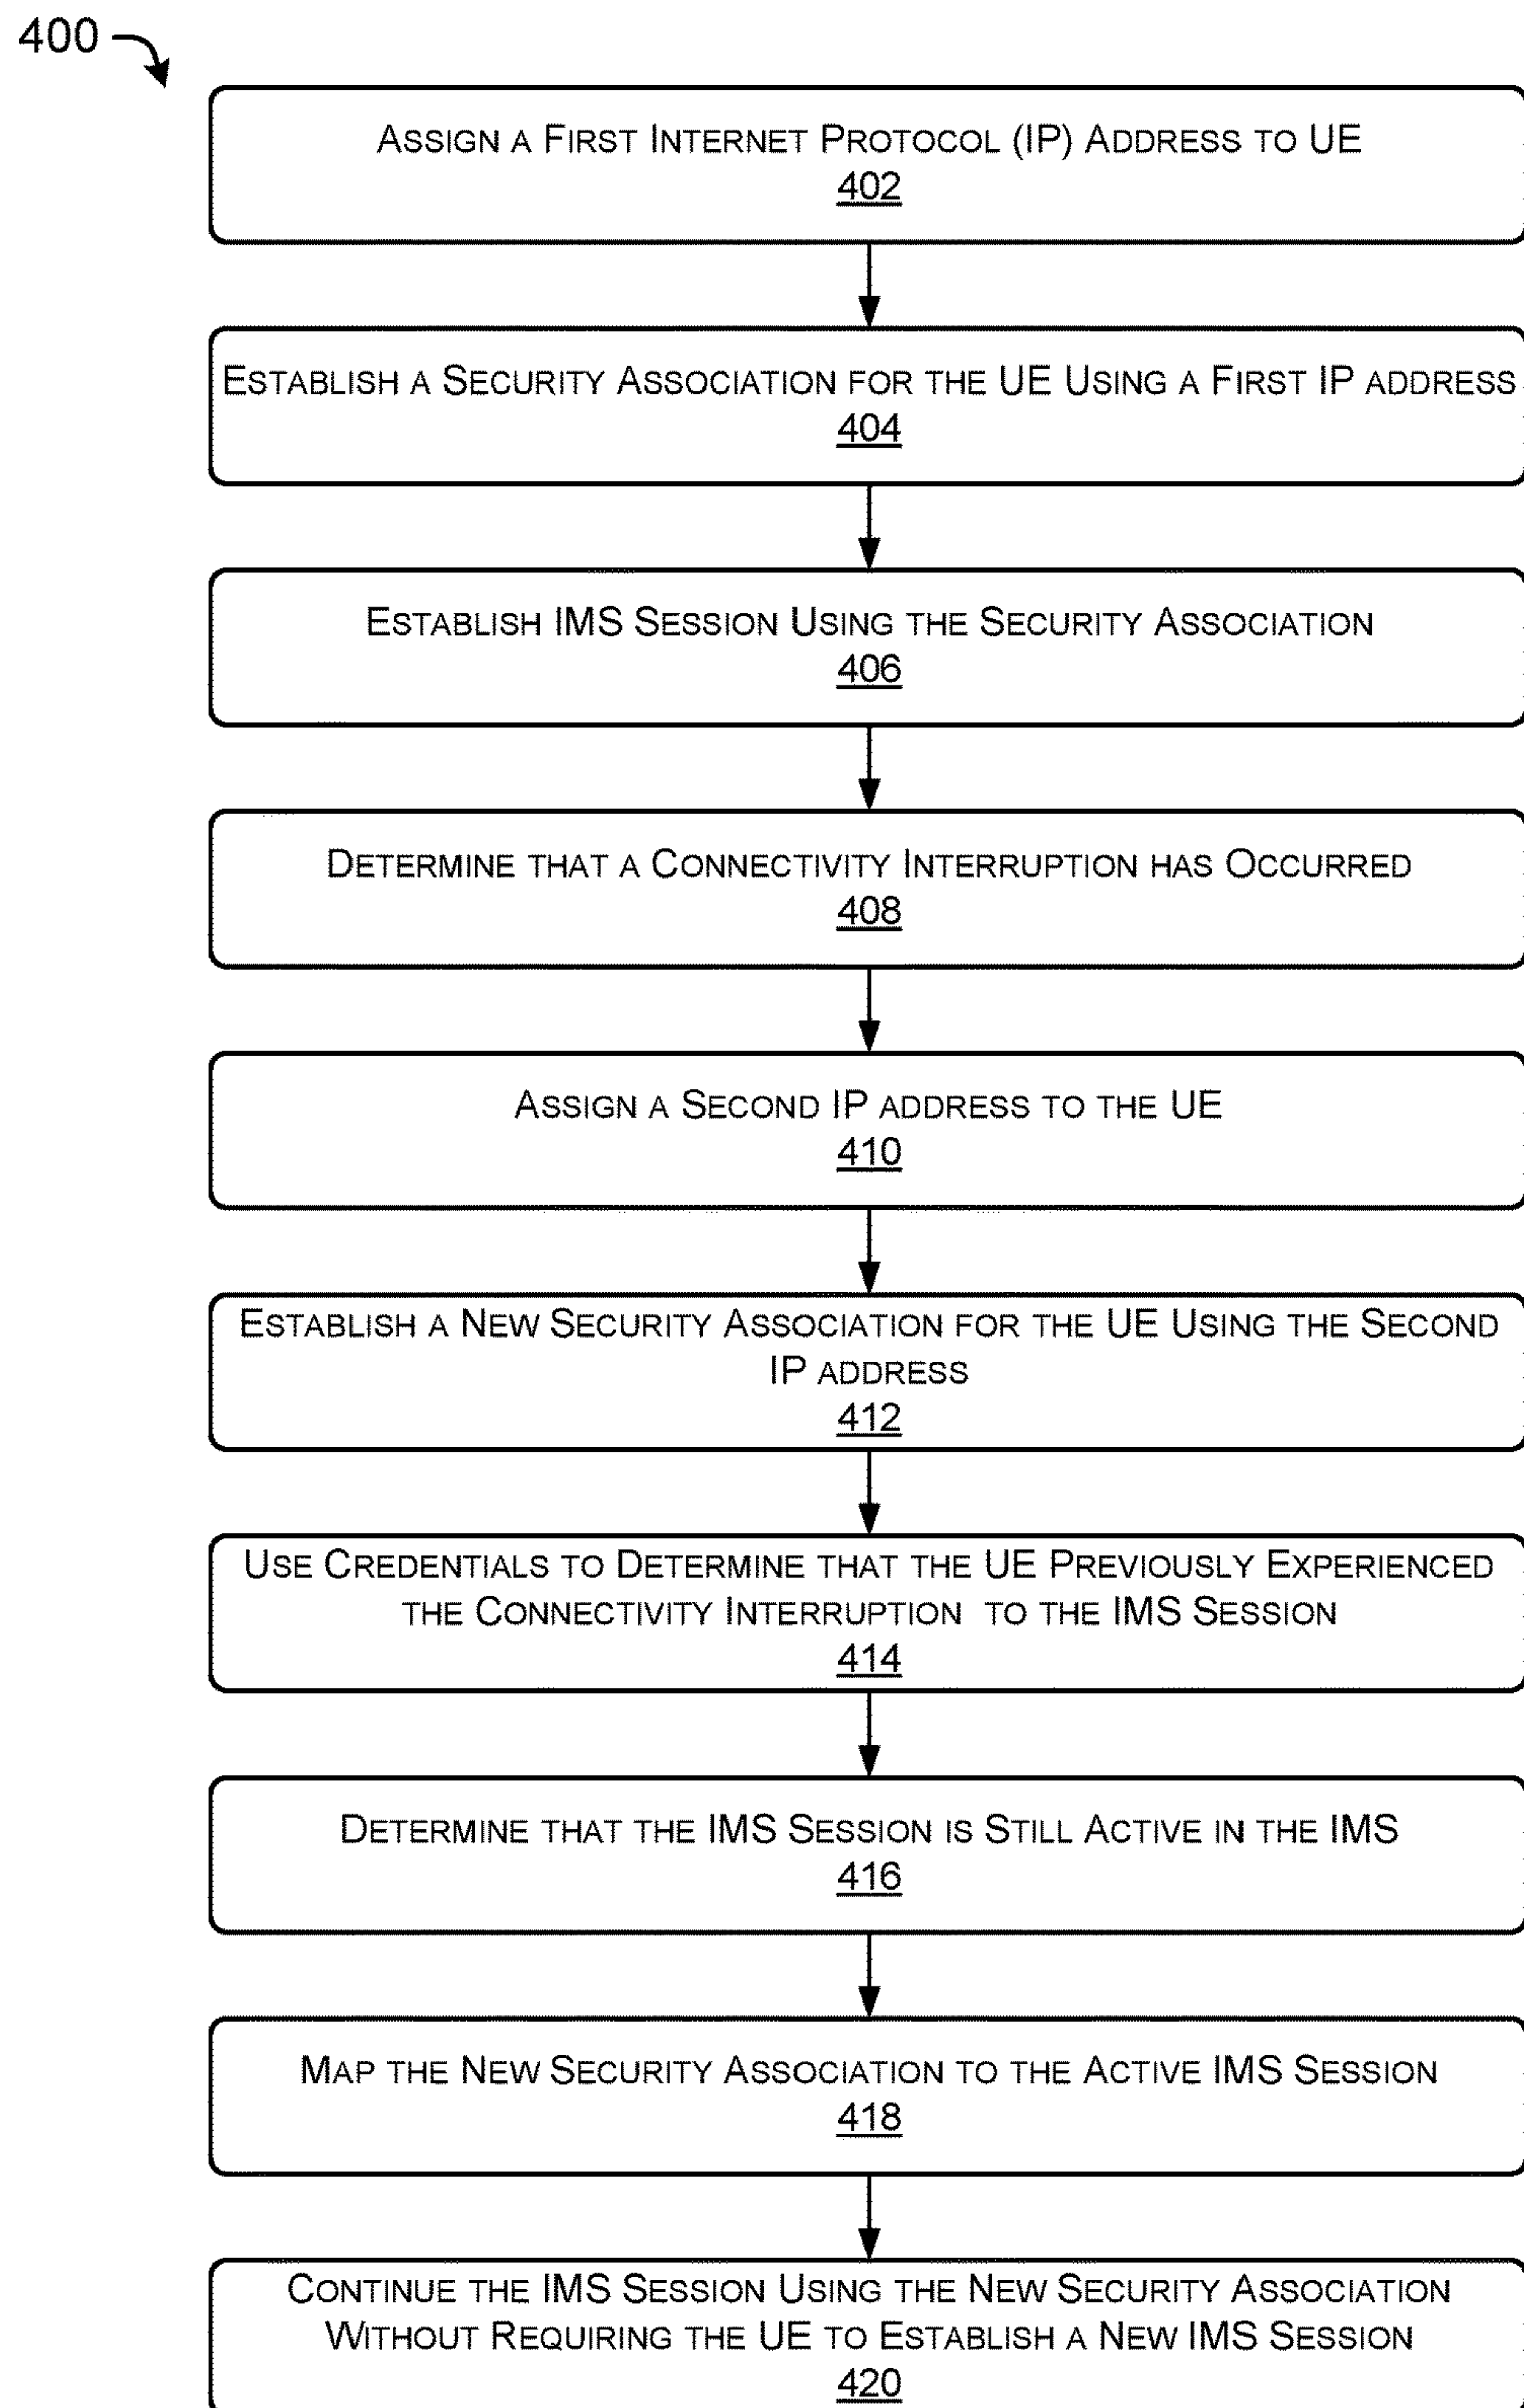 400
Assign a First Internet Protocol (IP) Address to UE
402
Establish a Security Association for the UE Using a First IP address
404
Establish IMS Session Using the Security Association
406
Determine that a Connectivity Interruption has Occurred
408
Assign a Second IP address to the UE
410
Establish a New Security Association for the UE Using the Second
IP address
412
Use Credentials to Determine that the UE Previously Experienced
the Connectivity Interruption to the IMS Session
414
Determine that the IMS Session is Still Active in the IMS
416
Map the New Security Association to the Active IMS Session
418
Continue the IMS Session Using the New Security Association
Without Requiring the UE to Establish a New IMS Session
420